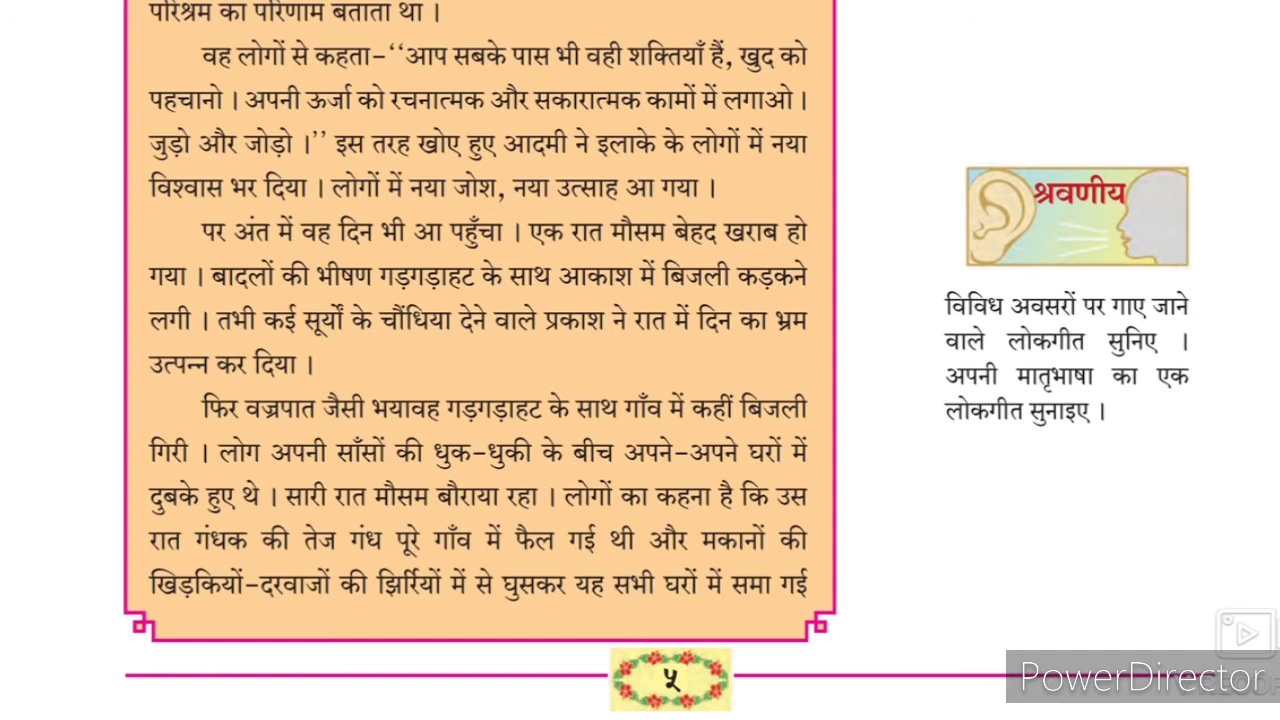 परिश्रम का परिणाम बताता था ।
वह लोगों से कहता-‘‘आप सबके पास भी वही शक्तियाँ हैं, खुद को
पहचानो । अपनी ऊर्जा को रचनात्मक और सकारात्मक कामों में लगाओ ।
जुड़ो और जोड़ो ।’’ इस तरह खोए हुए आदमी ने इलाके के लोगों में नया
विश्वास भर दिया । लोगों में नया जोश, नया उत्साह आ गया ।
पर अंत में वह दिन भी आ पहुँचा । एक रात मौसम बेहद खराब हो
गया । बादलों की भीषण गड़गड़ाहट के साथ आकाश में बिजली कड़कने
लगी । तभी कई सूर्यों के चौंधिया देने वाले प्रकाश ने रात में दिन का भ्रम
उत्पन्न कर दिया ।
फिर वज्रपात जैसी भयावह गड़गड़ाहट के साथ गाँव में कहीं बिजली
गिरी । लोग अपनी साँसों की धुक-धुकी के बीच अपने-अपने घरों में
दुबके हुए थे । सारी रात मौसम बौराया रहा । लोगों का कहना है कि उस
रात गंधक की तेज गंध पूरे गाँव में फैल गई थी और मकानों की
खिड़कियों-दरवाजों की झिर्रियों में से घुसकर यह सभी घरों में समा गई
श्रवणीय
विविध अवसरों पर गाए जाने
वाले लोकगीत सुनिए ।
अपनी मातृभाषा का एक
लोकगीत सुनाइए ।
५
PowerDirector